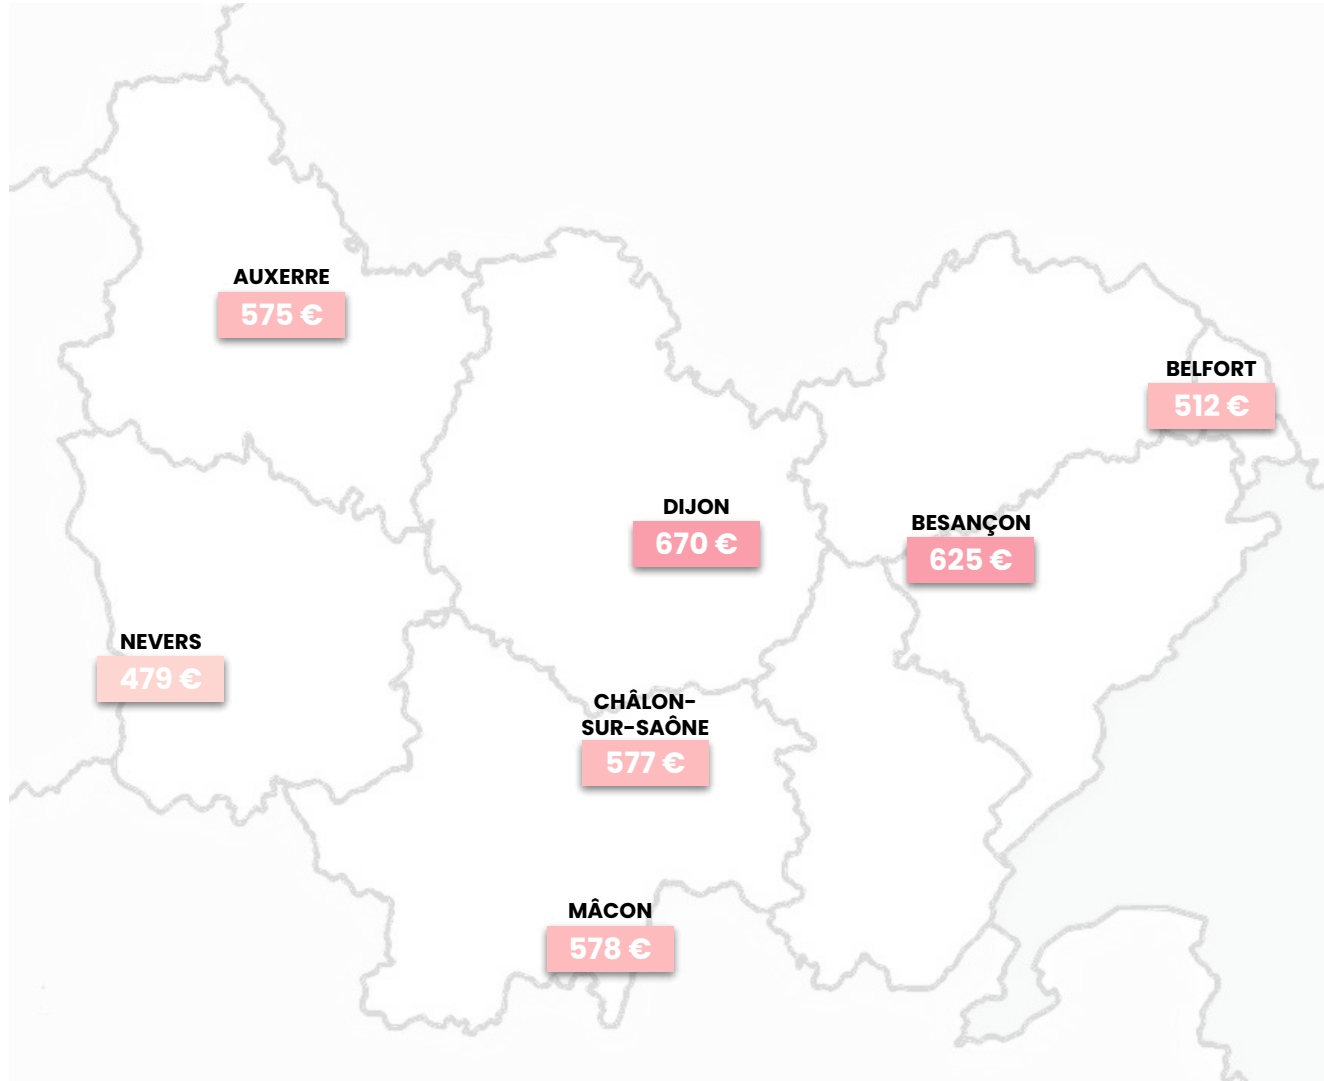 AUXERRE
575 €
BELFORT
512 €
DIJON
670 €
BESANÇON
625 €
NEVERS
479 €
CHÂLON-
SUR-SAÔNE
577 €
MÂCON
578 €